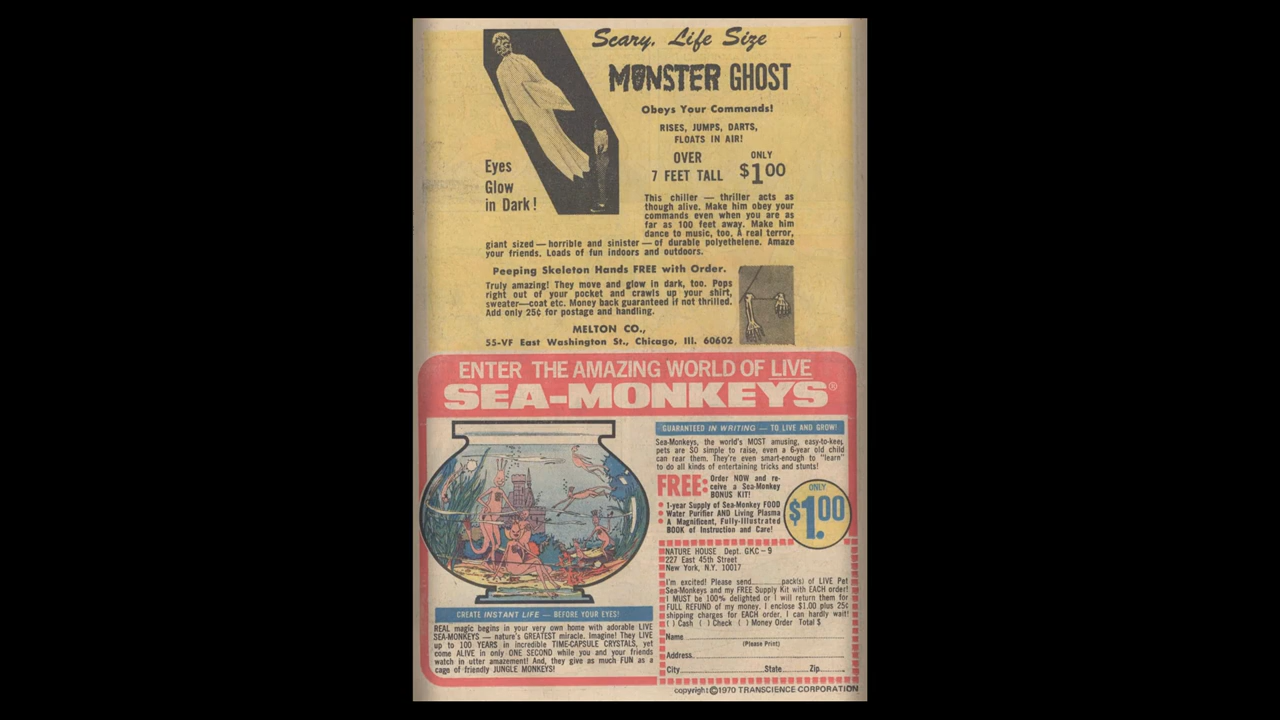 Scary, Life Size
MONSTER GHOST
Obeys Your Commands!
RISES, JUMPS, DARTS,
FLOATS IN AIR!
OVER
7 FEET TALL
ONLY
$1 00
Eyes
Glow
in Dark!
This chiller — thriller acts as
though alive. Make him obey your
commands even when you are as
far as 100 feet away. Make him
dance to music, too. A real terror,
giant sized — horrible and sinister — of durable polyethelene. Amaze
your friends. Loads of fun indoors and outdoors.
Peeping Skeleton Hands FREE with Order.
Truly amazing! They move and glow in dark, too. Pops
right out of your pocket and crawls up your shirt,
sweater—coat etc. Money back guaranteed if not thrilled.
Add only 25¢ for postage and handling.
MELTON CO.,
55-VF East Washington St., Chicago, Ill. 60602
ENTER THE AMAZING WORLD OF LIVE
SEA-MONKEYS®
CREATE INSTANT LIFE — BEFORE YOUR EYES!
REAL magic begins in your very own home with adorable LIVE
SEA-MONKEYS — nature's GREATEST miracle. Imagine! They LIVE
up to 100 YEARS in incredible TIME-CAPSULE CRYSTALS, yet
come ALIVE in only ONE SECOND while you and your friends
watch in utter amazement! And, they give as much FUN as a
cage of friendly JUNGLE MONKEYS!
GUARANTEED IN WRITING — TO LIVE AND GROW!
Sea-Monkeys, the world's MOST amusing, easy-to-keep
pets are SO simple to raise, even a 6-year old child
can rear them. They're even smart-enough to "learn"
to do all kinds of entertaining tricks and stunts!
FREE: Order NOW and re-
ceive a Sea-Monkey
BONUS KIT!
• 1-year Supply of Sea-Monkey FOOD
• Water Purifier AND Living Plasma
• A Magnificent, Fully-Illustrated
BOOK of Instruction and Care!
ONLY
$1.00
NATURE HOUSE Dept. GKC-9
227 East 45th Street
New York, N.Y. 10017
I'm excited! Please send........pack(s) of LIVE Pet
Sea-Monkeys and my FREE Supply Kit with EACH order!
I MUST be 100% delighted or I will return them for
FULL REFUND of my money. I enclose $1.00 plus 25¢
shipping charges for EACH order. I can hardly wait!
( ) Cash ( ) Check ( ) Money Order Total $
Name
(Please Print)
Address
City State Zip
copyright ©1970 TRANSCIENCE CORPORATION